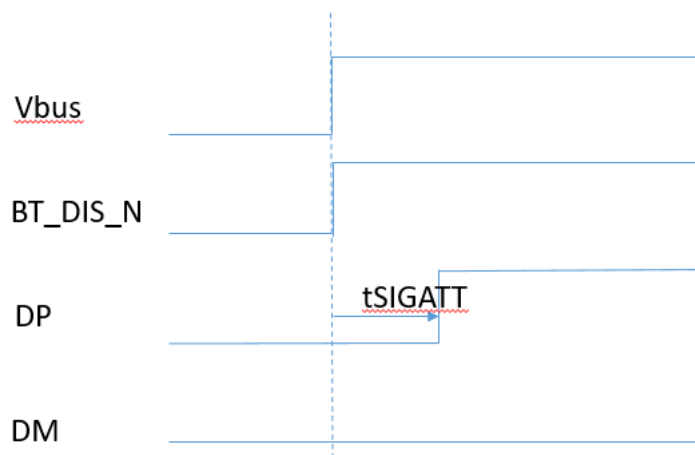 Vbus
BT_DIS_N
tSIGATT
DP
DM